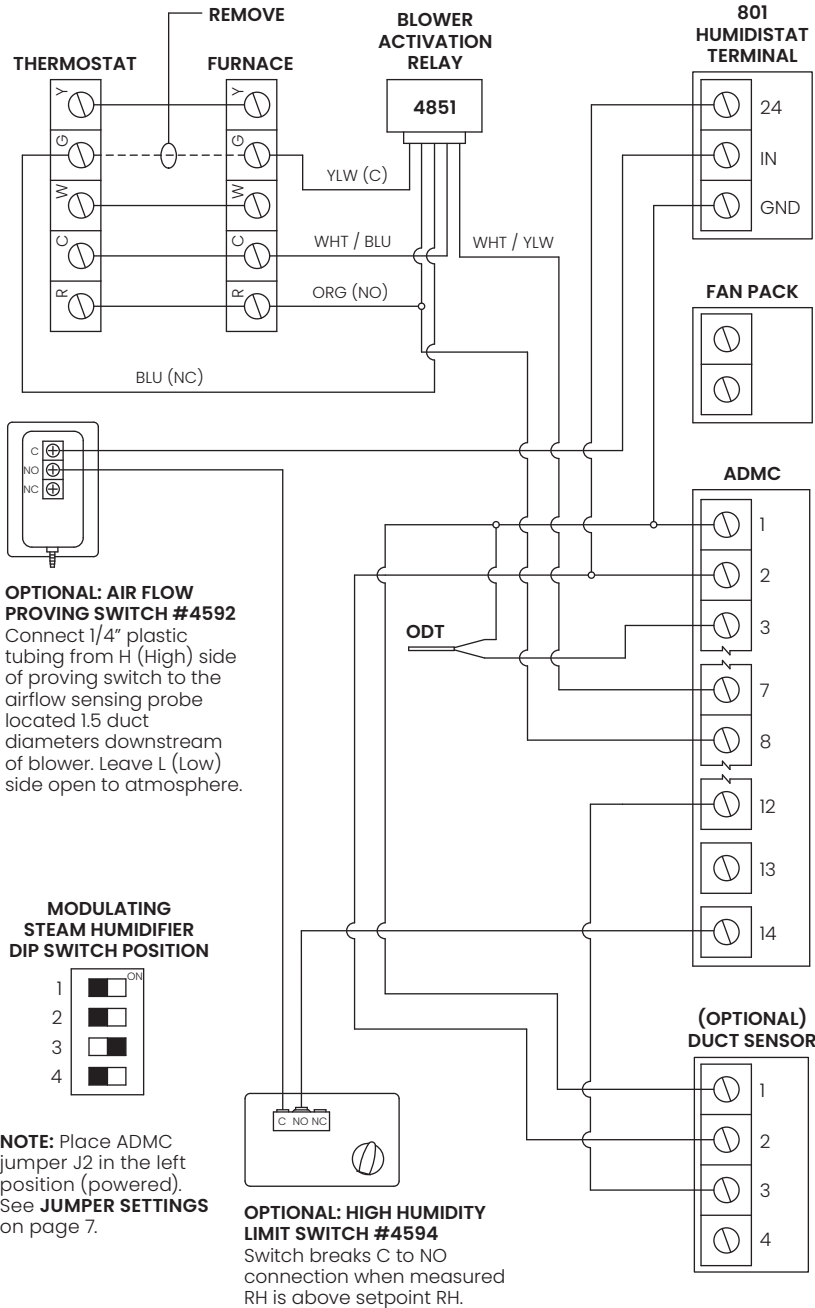 REMOVE
THERMOSTAT
FURNACE
BLOWER
ACTIVATION
RELAY
801
HUMIDISTAT
TERMINAL
Y
Y
4851
24
G
G
YLW (C)
IN
W
W
GND
C
C
WHT / BLU
WHT / YLW
R
R
ORG (NO)
FAN PACK
BLU (NC)
C
NO
NC
ADMC
1
2
3
7
8
12
13
14
OPTIONAL: AIR FLOW
PROVING SWITCH #4592
Connect 1/4” plastic
tubing from H (High) side
of proving switch to the
airflow sensing probe
located 1.5 duct
diameters downstream
of blower. Leave L (Low)
side open to atmosphere.
ODT
MODULATING
STEAM HUMIDIFIER
DIP SWITCH POSITION
ON
1
2
3
4
(OPTIONAL)
DUCT SENSOR
1
2
3
4
C NO NC
NOTE: Place ADMC
jumper J2 in the left
position (powered).
See JUMPER SETTINGS
on page 7.
OPTIONAL: HIGH HUMIDITY
LIMIT SWITCH #4594
Switch breaks C to NO
connection when measured
RH is above setpoint RH.